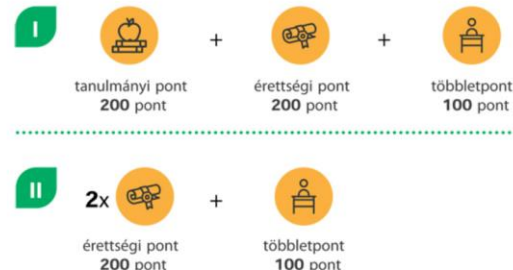 I
+
+
tanulmányi pont
200 pont
érettségi pont
200 pont
többletpont
100 pont
II
2x
+
érettségi pont
200 pont
többletpont
100 pont